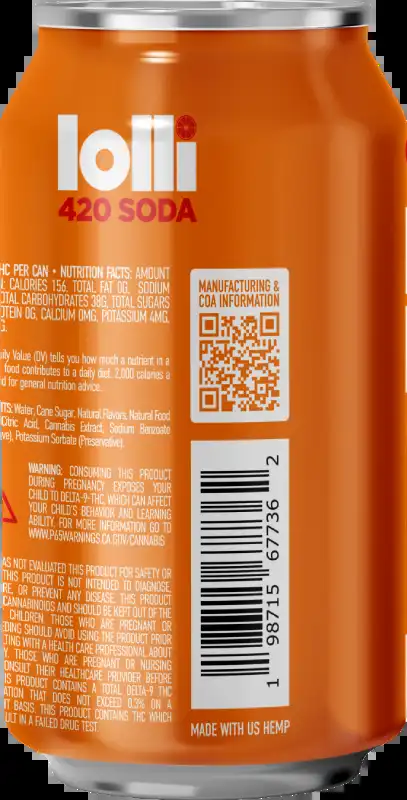 lolli
420 SODA
HC PER CAN • NUTRITION FACTS: AMOUNT
CALORIES 156, TOTAL FAT 0G, SODIUM
TOTAL CARBOHYDRATES 38G, TOTAL SUGARS
OTEIN 0G, CALCIUM 0MG, POTASSIUM 4MG,
G.
aily Value (DV) tells you how much a nutrient in a
food contributes to a daily diet. 2,000 calories a
d for general nutrition advice.
TS: Water, Cane Sugar, Natural Flavors, Natural Food
Citric Acid, Cannabis Extract, Sodium Benzoate
ve), Potassium Sorbate (Preservative).
WARNING: CONSUMING THIS PRODUCT
DURING PREGNANCY EXPOSES YOUR
CHILD TO DELTA-9-THC, WHICH CAN AFFECT
YOUR CHILD'S BEHAVIOR AND LEARNING
ABILITY. FOR MORE INFORMATION GO TO
WWW.P65WARNINGS.CA.GOV/CANNABIS.
AS NOT EVALUATED THIS PRODUCT FOR SAFETY OR
THIS PRODUCT IS NOT INTENDED TO DIAGNOSE,
RE, OR PREVENT ANY DISEASE. THIS PRODUCT
CANNABINOIDS AND SHOULD BE KEPT OUT OF THE
CHILDREN. THOSE WHO ARE PREGNANT OR
EDING SHOULD AVOID USING THE PRODUCT PRIOR
LTING WITH A HEALTH CARE PROFESSIONAL ABOUT
Y. THOSE WHO ARE PREGNANT OR NURSING
ONSULT THEIR HEALTHCARE PROVIDER BEFORE
IS PRODUCT CONTAINS A TOTAL DELTA-9 THC
ATION THAT DOES NOT EXCEED 0.3% ON A
T BASIS. THIS PRODUCT CONTAINS THC WHICH
ULT IN A FAILED DRUG TEST.
MANUFACTURING &
COA INFORMATION
1 98715 67736 2
MADE WITH US HEMP